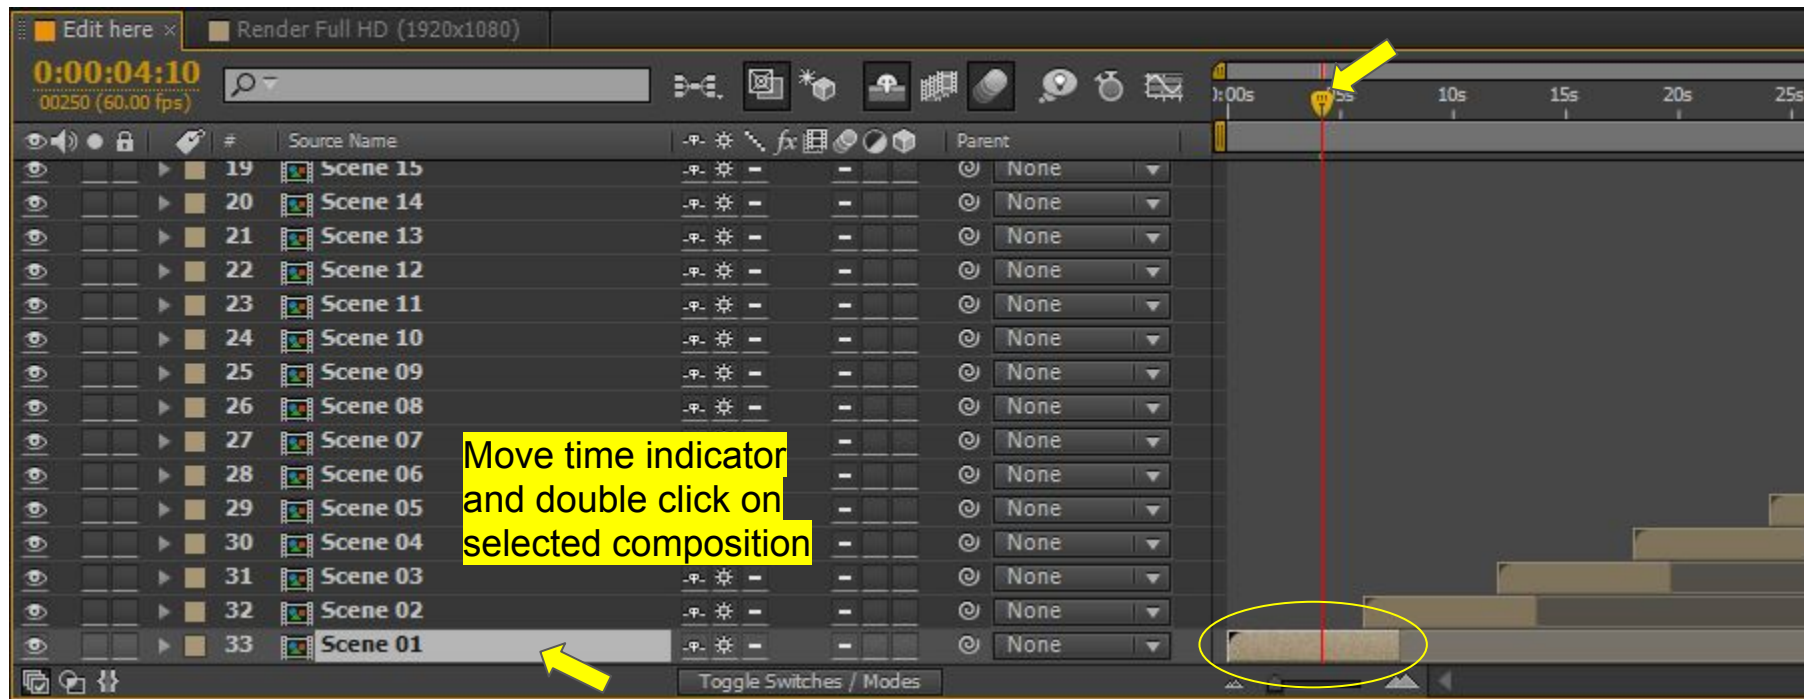 Edit here × Render Full HD (1920x1080)
0:00:04:10
00250 (60.00 fps)
0:00s 05s 10s 15s 20s 25s
# Source Name fx Parent
19 Scene 15 None
20 Scene 14 None
21 Scene 13 None
22 Scene 12 None
23 Scene 11 None
24 Scene 10 None
25 Scene 09 None
26 Scene 08 None
27 Scene 07 None
28 Scene 06 None
29 Scene 05 None
30 Scene 04 None
31 Scene 03 None
32 Scene 02 None
33 Scene 01 None
Move time indicator
and double click on
selected composition
Toggle Switches / Modes